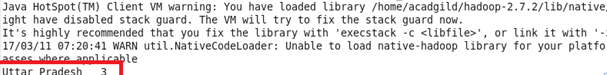 Java HotSpot(TM) Client VM warning: You have loaded library /home/acadgild/hadoop-2.7.2/lib/native
ight have disabled stack guard. The VM will try to fix the stack guard now.
It's highly recommended that you fix the library with 'execstack -c <libfile>', or link it with '-
17/03/11 07:20:41 WARN util.NativeCodeLoader: Unable to load native-hadoop library for your platfo
asses where applicable
Uttar Pradesh 3